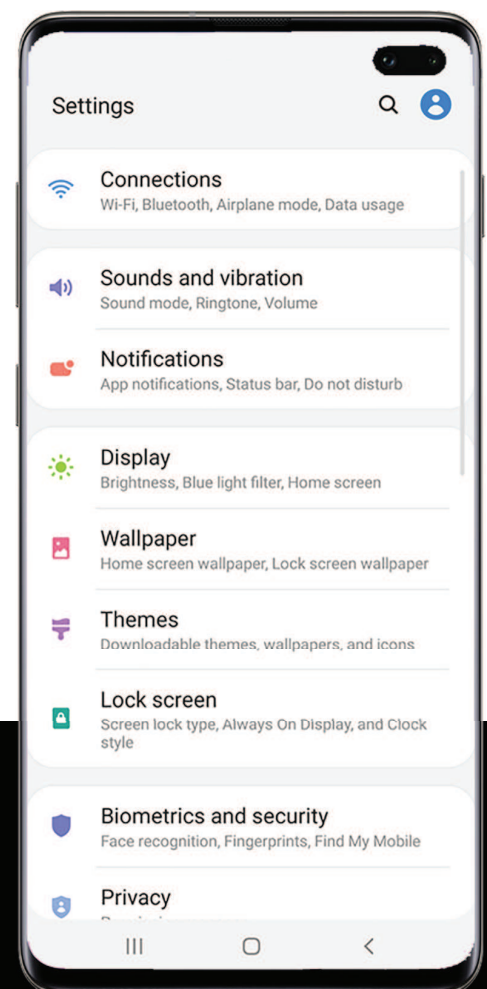 Settings
Connections
Wi-Fi, Bluetooth, Airplane mode, Data usage
Sounds and vibration
Sound mode, Ringtone, Volume
Notifications
App notifications, Status bar, Do not disturb
Display
Brightness, Blue light filter, Home screen
Wallpaper
Home screen wallpaper, Lock screen wallpaper
Themes
Downloadable themes, wallpapers, and icons
Lock screen
Screen lock type, Always On Display, and Clock
style
Biometrics and security
Face recognition, Fingerprints, Find My Mobile
Privacy